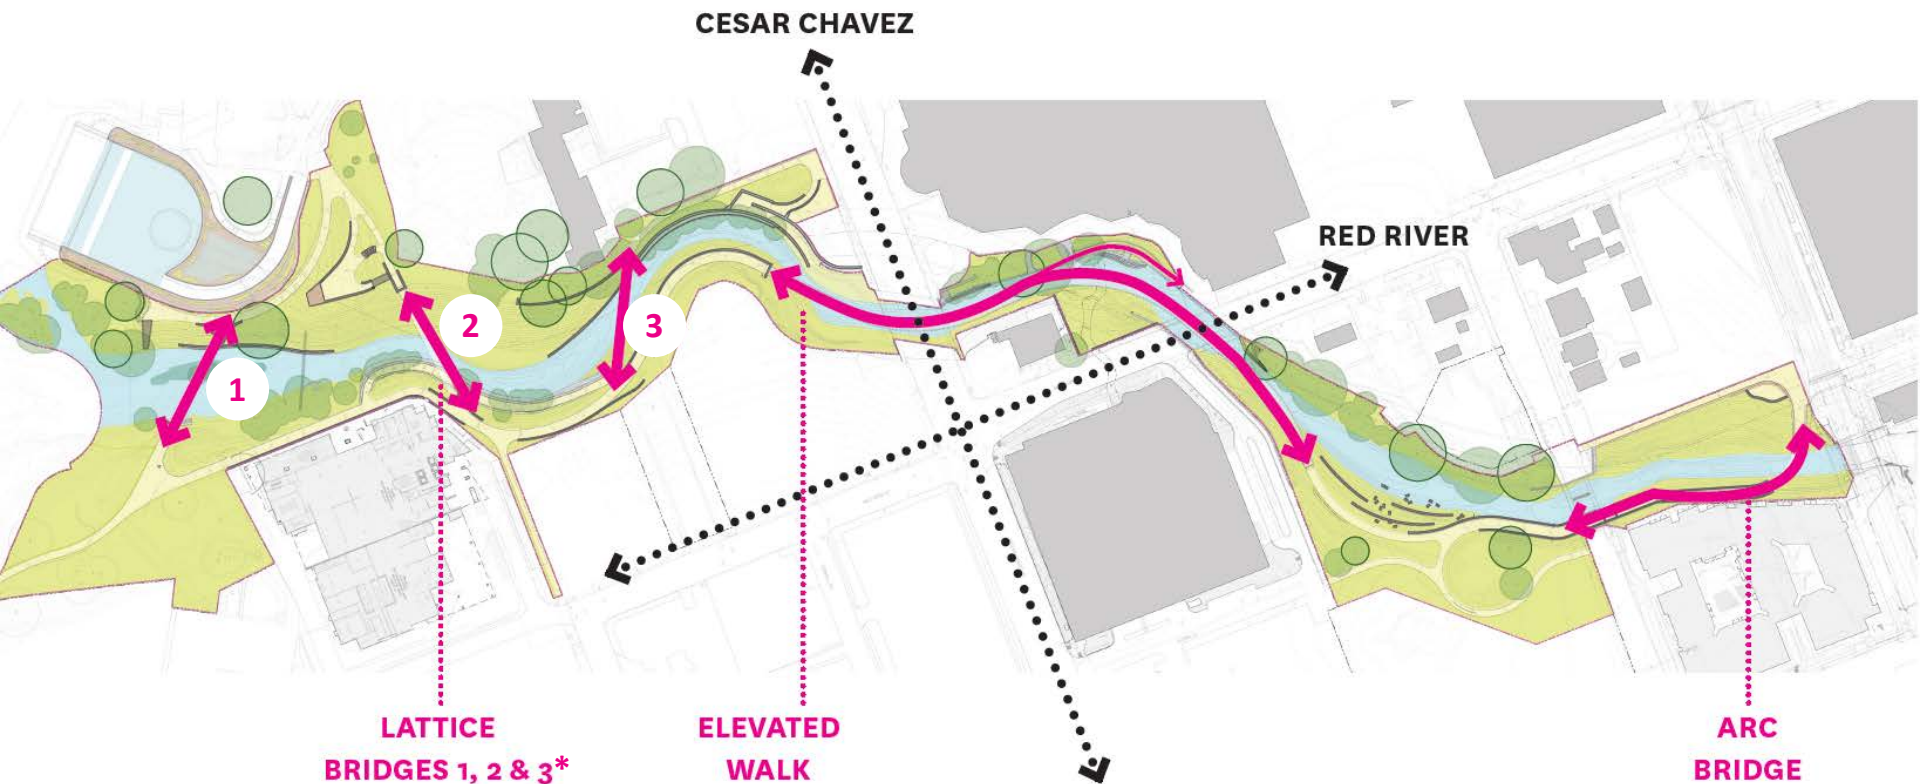 CESAR CHAVEZ
RED RIVER
1
2
3
LATTICE
BRIDGES 1, 2 & 3*
ELEVATED
WALK
ARC
BRIDGE